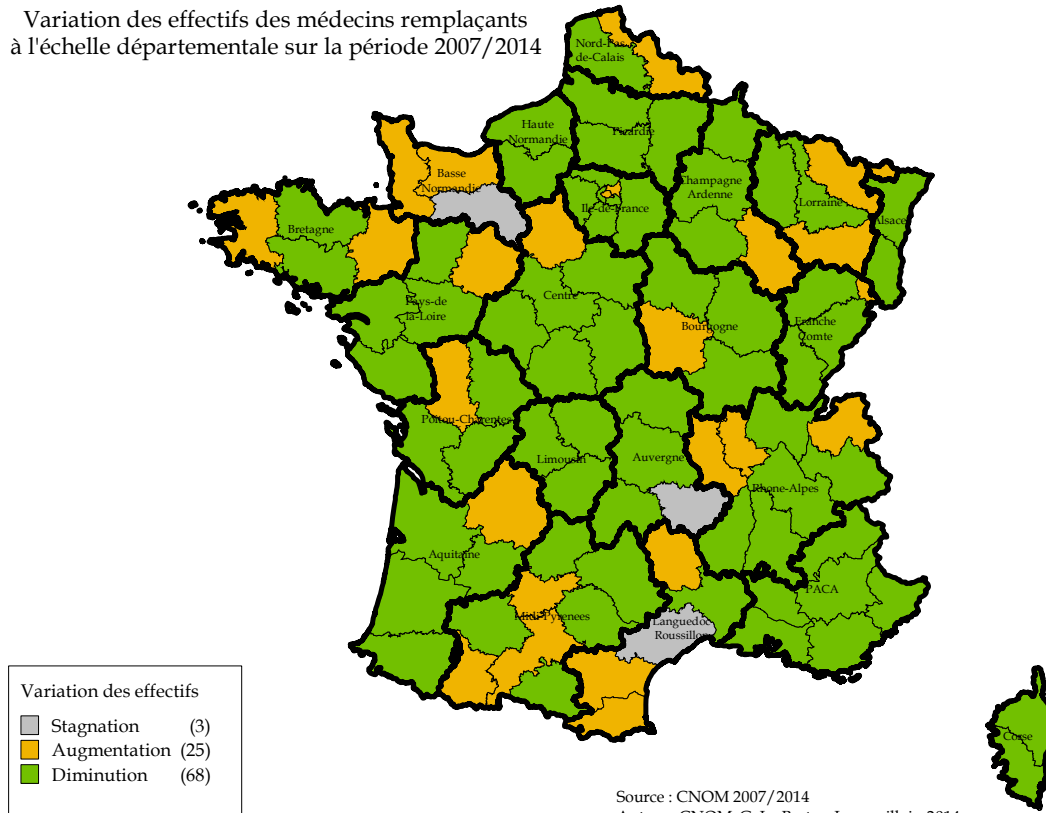 Variation des effectifs des médecins remplaçants
à l'échelle départementale sur la période 2007/2014
Nord-Pas
de-Calais
Haute
Normandie
Picardie
Basse
Normandie
Ile-de-France
Champagne
Ardenne
Lorraine
Alsace
Bretagne
Pays-de
la-Loire
Centre
Bourgogne
Franche
Comte
Poitou-Charentes
Limousin
Auvergne
Rhone-Alpes
Aquitaine
Midi-Pyrenees
Languedoc
Roussillon
PACA
Corse
Variation des effectifs
Stagnation (3)
Augmentation (25)
Diminution (68)
Source : CNOM 2007/2014